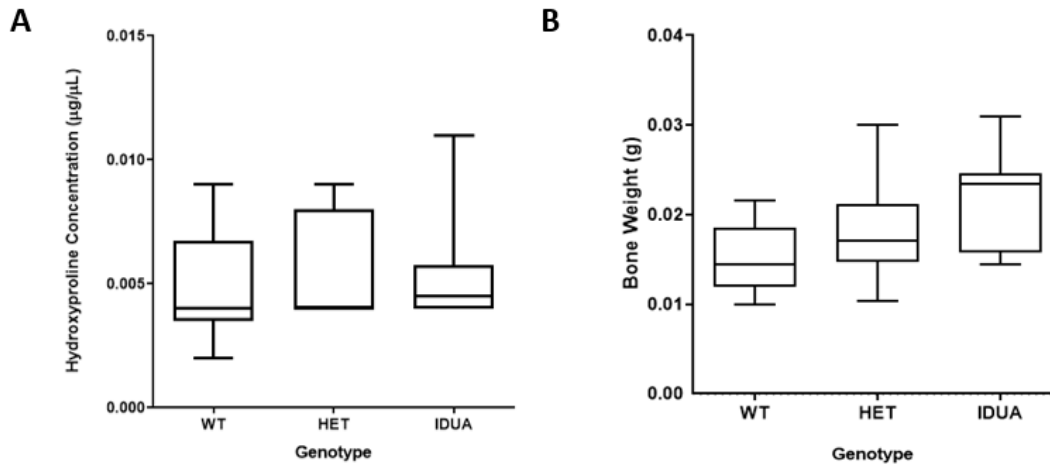 A
Hydroxyproline Concentration (µg/µL)
0.015
0.010
0.005
0.000
WT HET IDUA
Genotype
B
Bone Weight (g)
0.04
0.03
0.02
0.01
0.00
WT HET IDUA
Genotype